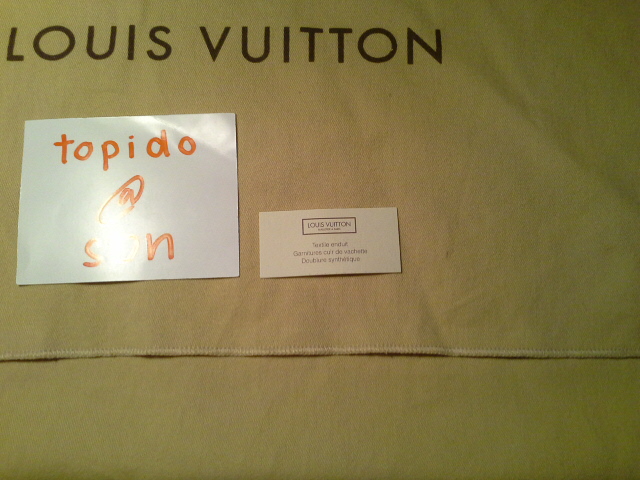 LOUIS VUITTON
topido
@
son
LOUIS VUITTON
Textile enduit
Garnitures cuir de vachette
Doublure synthétique